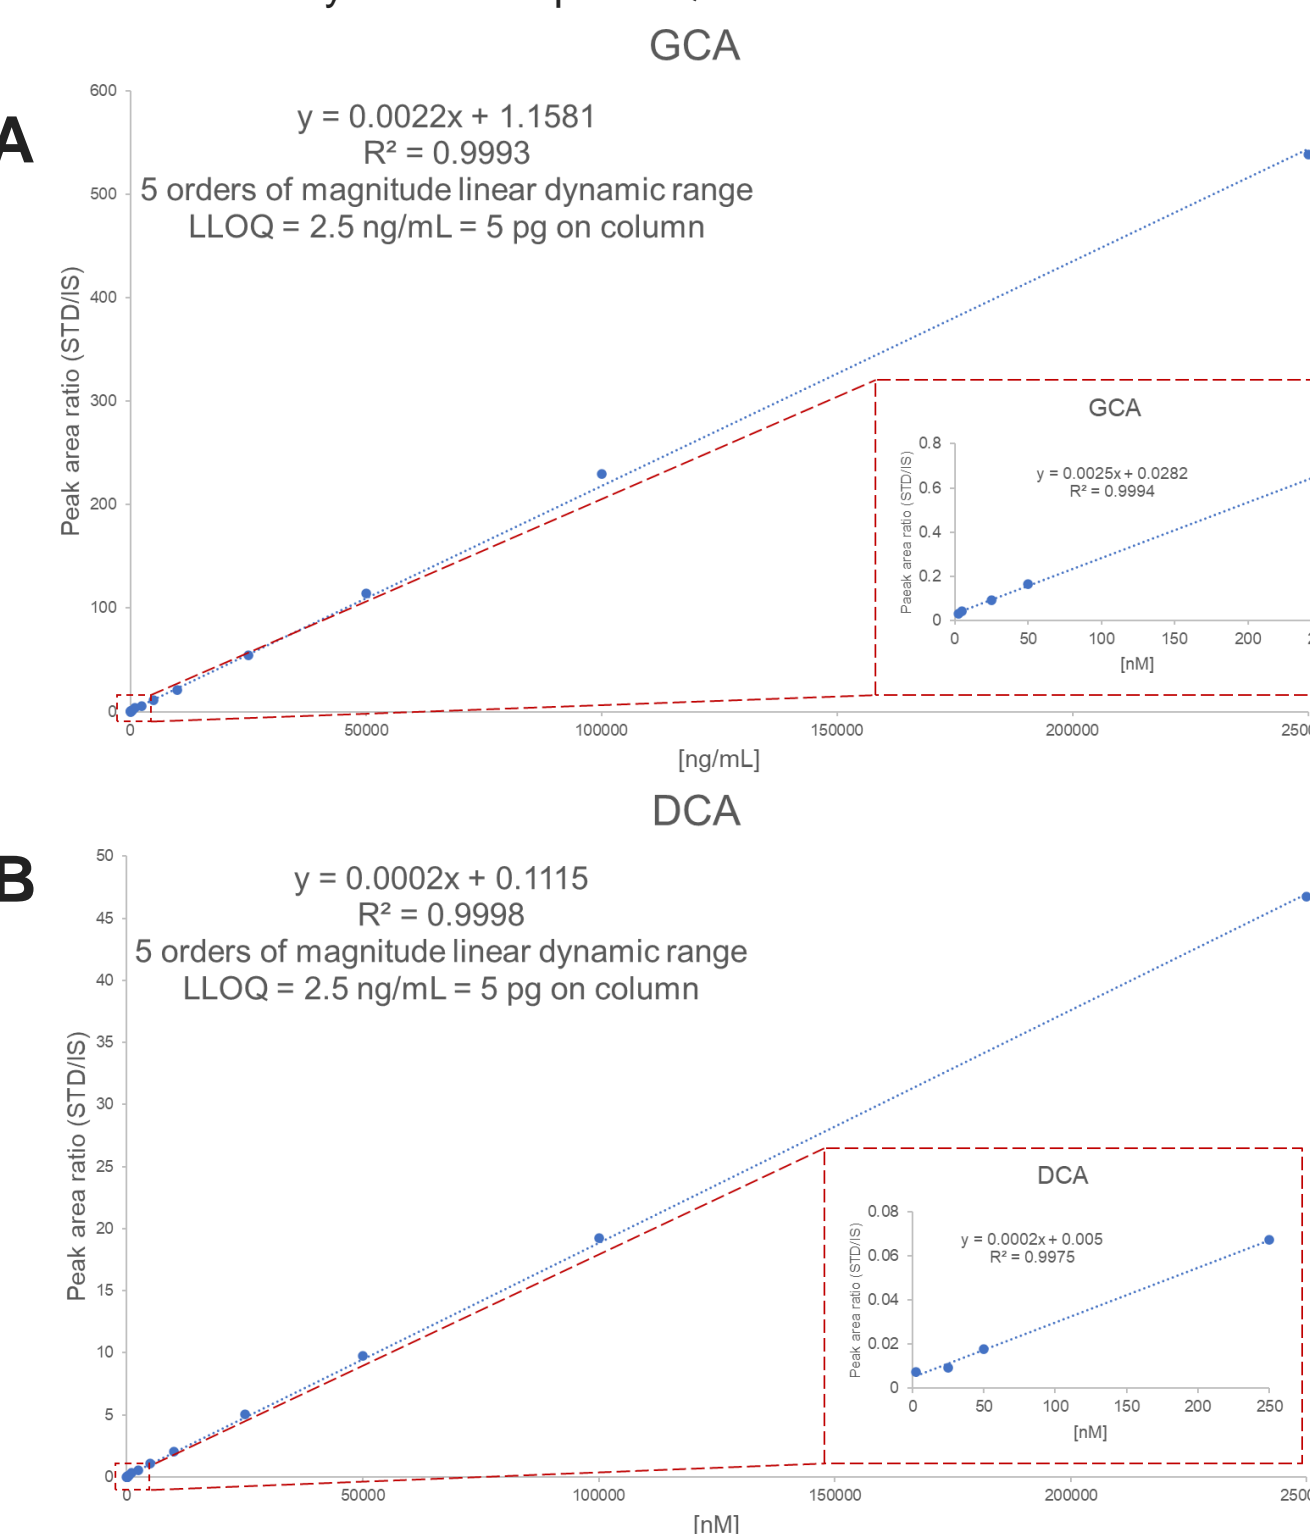 GCA
A
y = 0.0022x + 1.1581
R² = 0.9993
5 orders of magnitude linear dynamic range
LLOQ = 2.5 ng/mL = 5 pg on column
Peak area ratio (STD/IS)
600
500
400
300
200
100
0
0 50000 100000 150000 200000
[ng/mL]
GCA
y = 0.0025x + 0.0282
R² = 0.9994
Paeak area ratio (STD/IS)
0.8
0.6
0.4
0.2
0
0 50 100 150 200
[nM]
DCA
B
y = 0.0002x + 0.1115
R² = 0.9998
5 orders of magnitude linear dynamic range
LLOQ = 2.5 ng/mL = 5 pg on column
Peak area ratio (STD/IS)
50
45
40
35
30
25
20
15
10
5
0
0 50000 100000 150000 200000
[nM]
DCA
y = 0.0002x + 0.005
R² = 0.9975
Peak area ratio (STD/IS)
0.08
0.06
0.04
0.02
0
0 50 100 150 200 250
[nM]